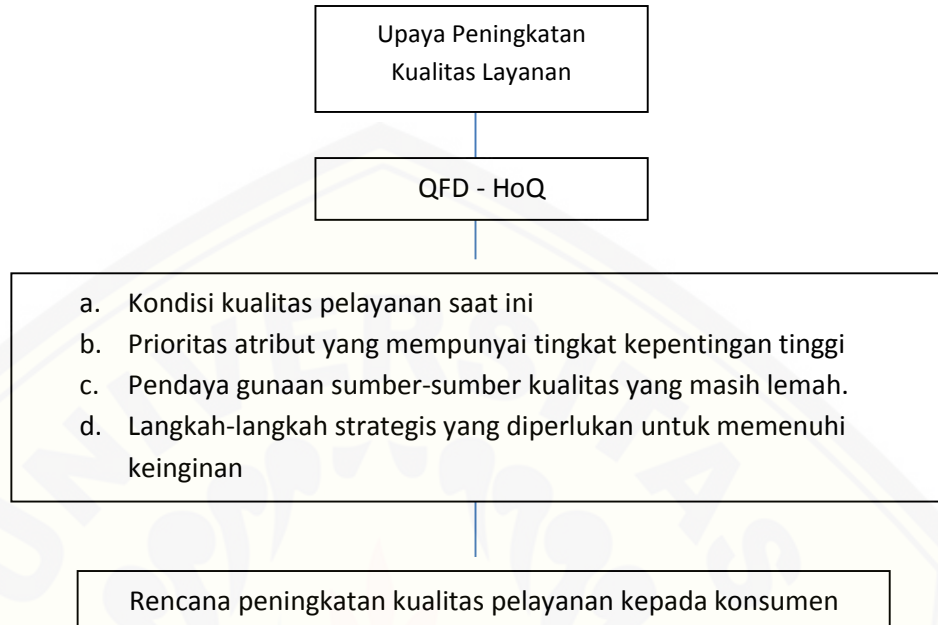 Upaya Peningkatan
Kualitas Layanan
QFD - HoQ
a. Kondisi kualitas pelayanan saat ini
b. Prioritas atribut yang mempunyai tingkat kepentingan tinggi
c. Pendaya gunaan sumber-sumber kualitas yang masih lemah.
d. Langkah-langkah strategis yang diperlukan untuk memenuhi
keinginan
Rencana peningkatan kualitas pelayanan kepada konsumen
UNIVERSITAS